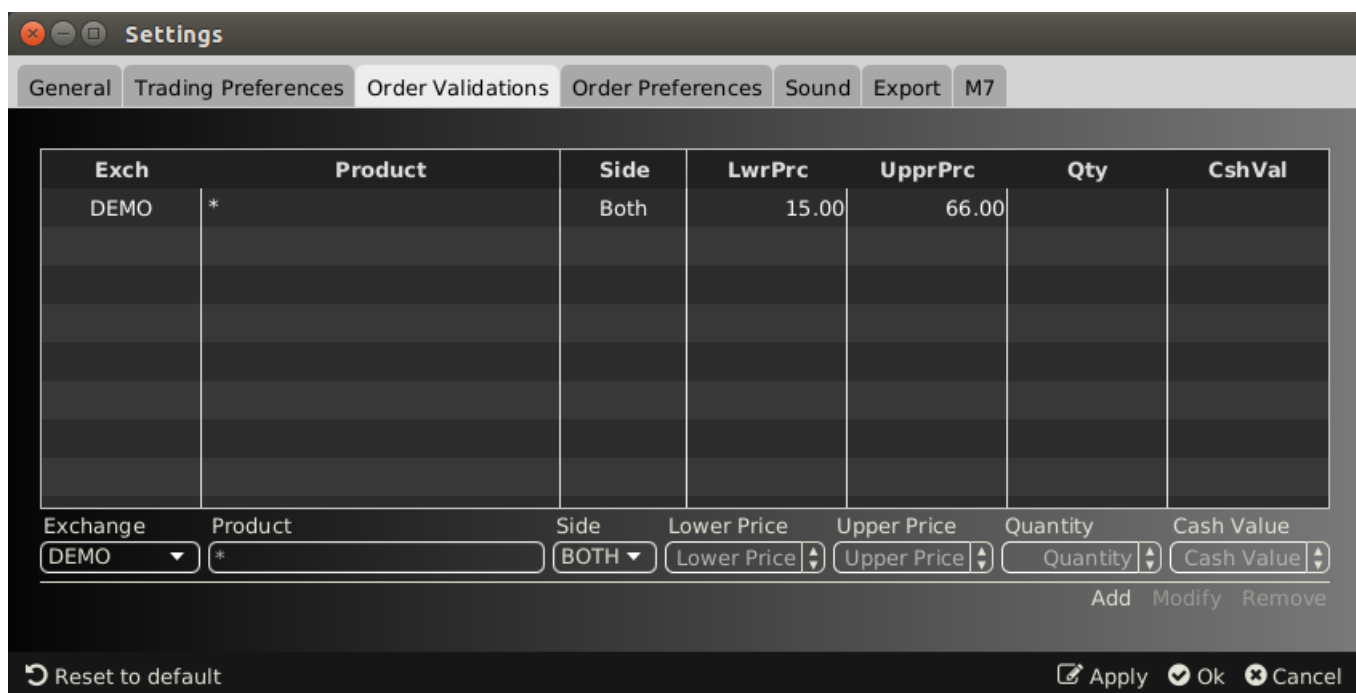 Settings
General Trading Preferences Order Validations Order Preferences Sound Export M7
Exch Product Side LwrPrc UpprPrc Qty CshVal
DEMO * Both 15.00 66.00
Exchange Product Side Lower Price Upper Price Quantity Cash Value
DEMO * BOTH Lower Price Upper Price Quantity Cash Value
Add Modify Remove
Reset to default Apply Ok Cancel